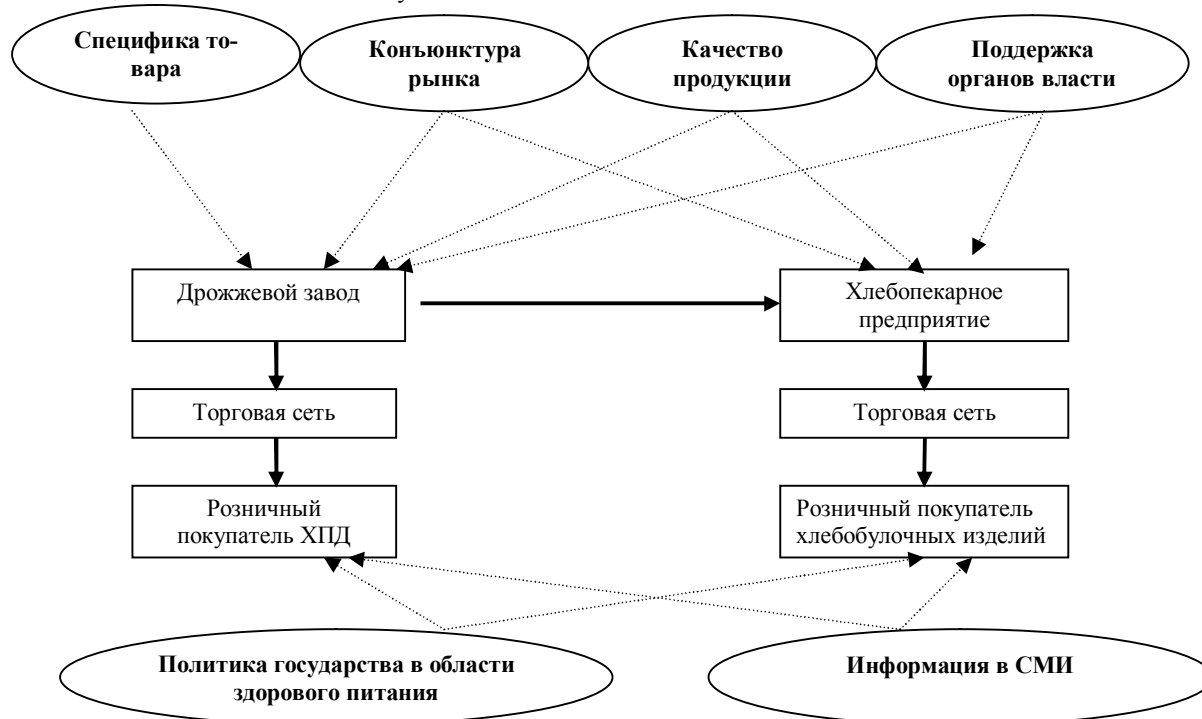 Специфика то-
вара
Конъюнктура
рынка
Качество
продукции
Поддержка
органов власти
Дрожжевой завод
Хлебопекарное
предприятие
Торговая сеть
Торговая сеть
Розничный
покупатель ХПД
Розничный покупатель
хлебобулочных изделий
Политика государства в области
здорового питания
Информация в СМИ